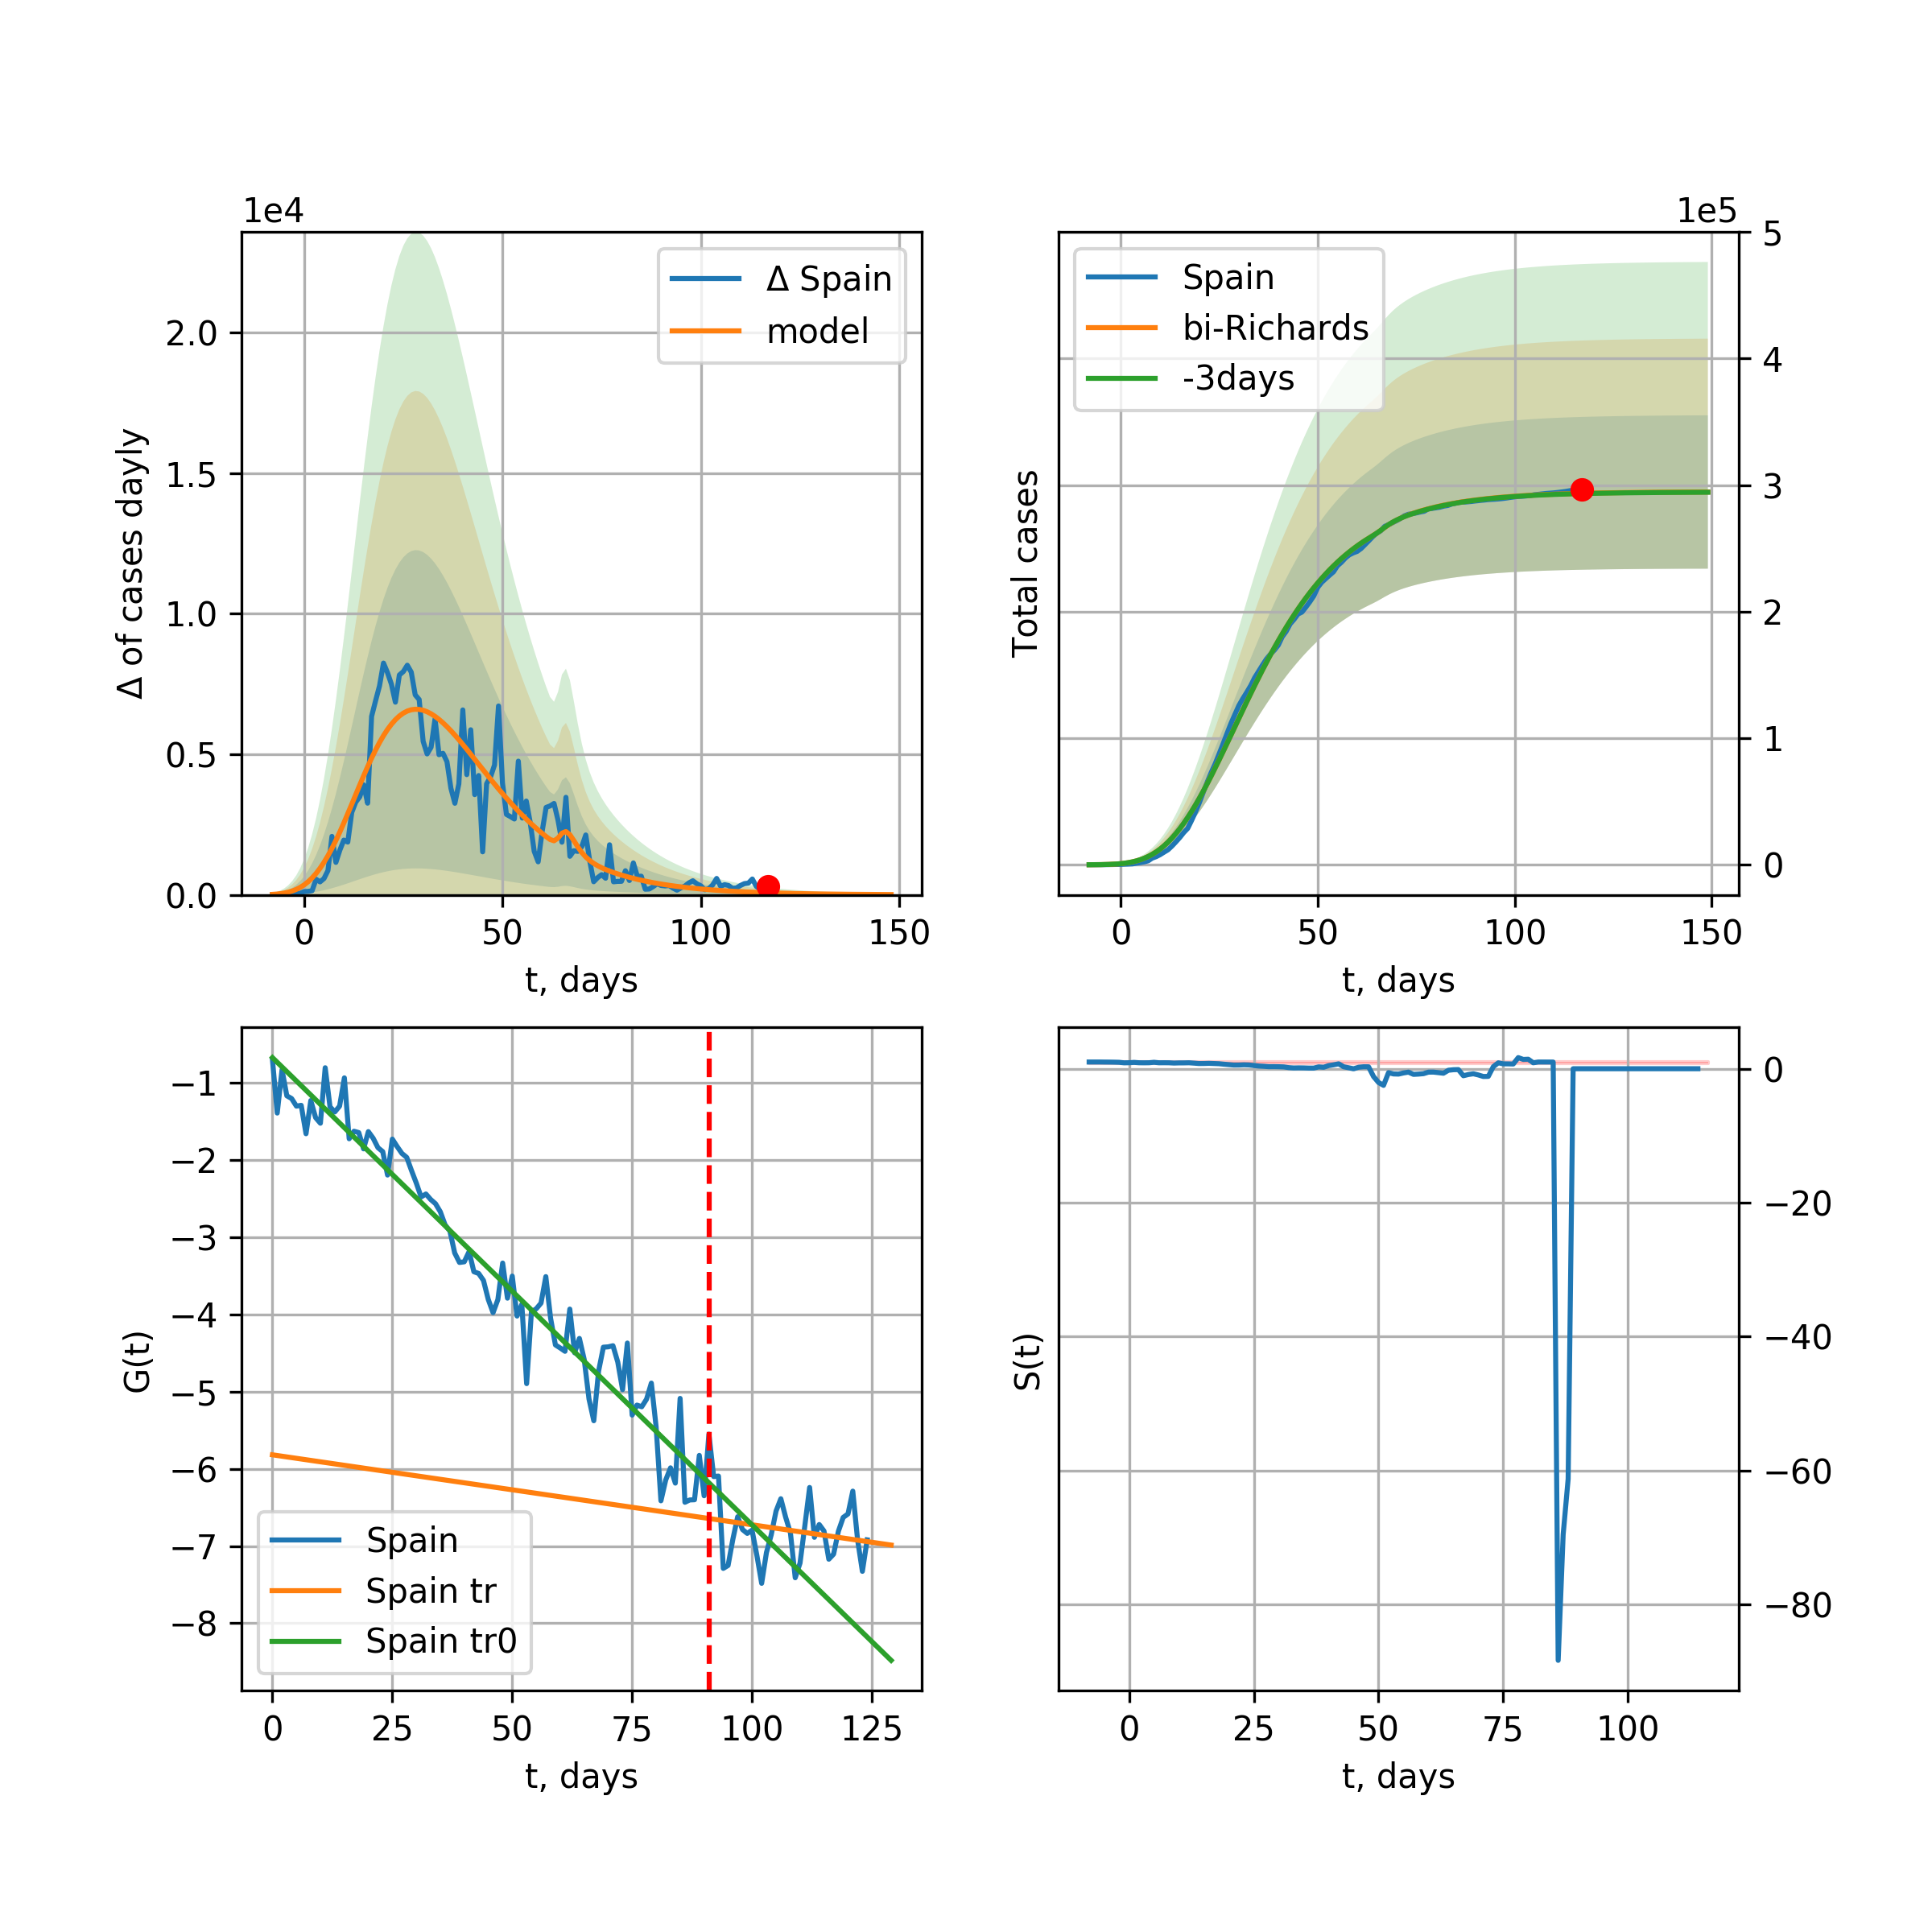 1e4
Δ of cases dayly
2.0
1.5
1.0
0.5
0.0
0 50 100 150
t, days
Δ Spain
model
1e5
Total cases
5
4
3
2
1
0
0 50 100 150
t, days
Spain
bi-Richards
-3days
G(t)
−1
−2
−3
−4
−5
−6
−7
−8
0 25 50 75 100 125
t, days
Spain
Spain tr
Spain tr0
S(t)
0
−20
−40
−60
−80
0 25 50 75 100
t, days